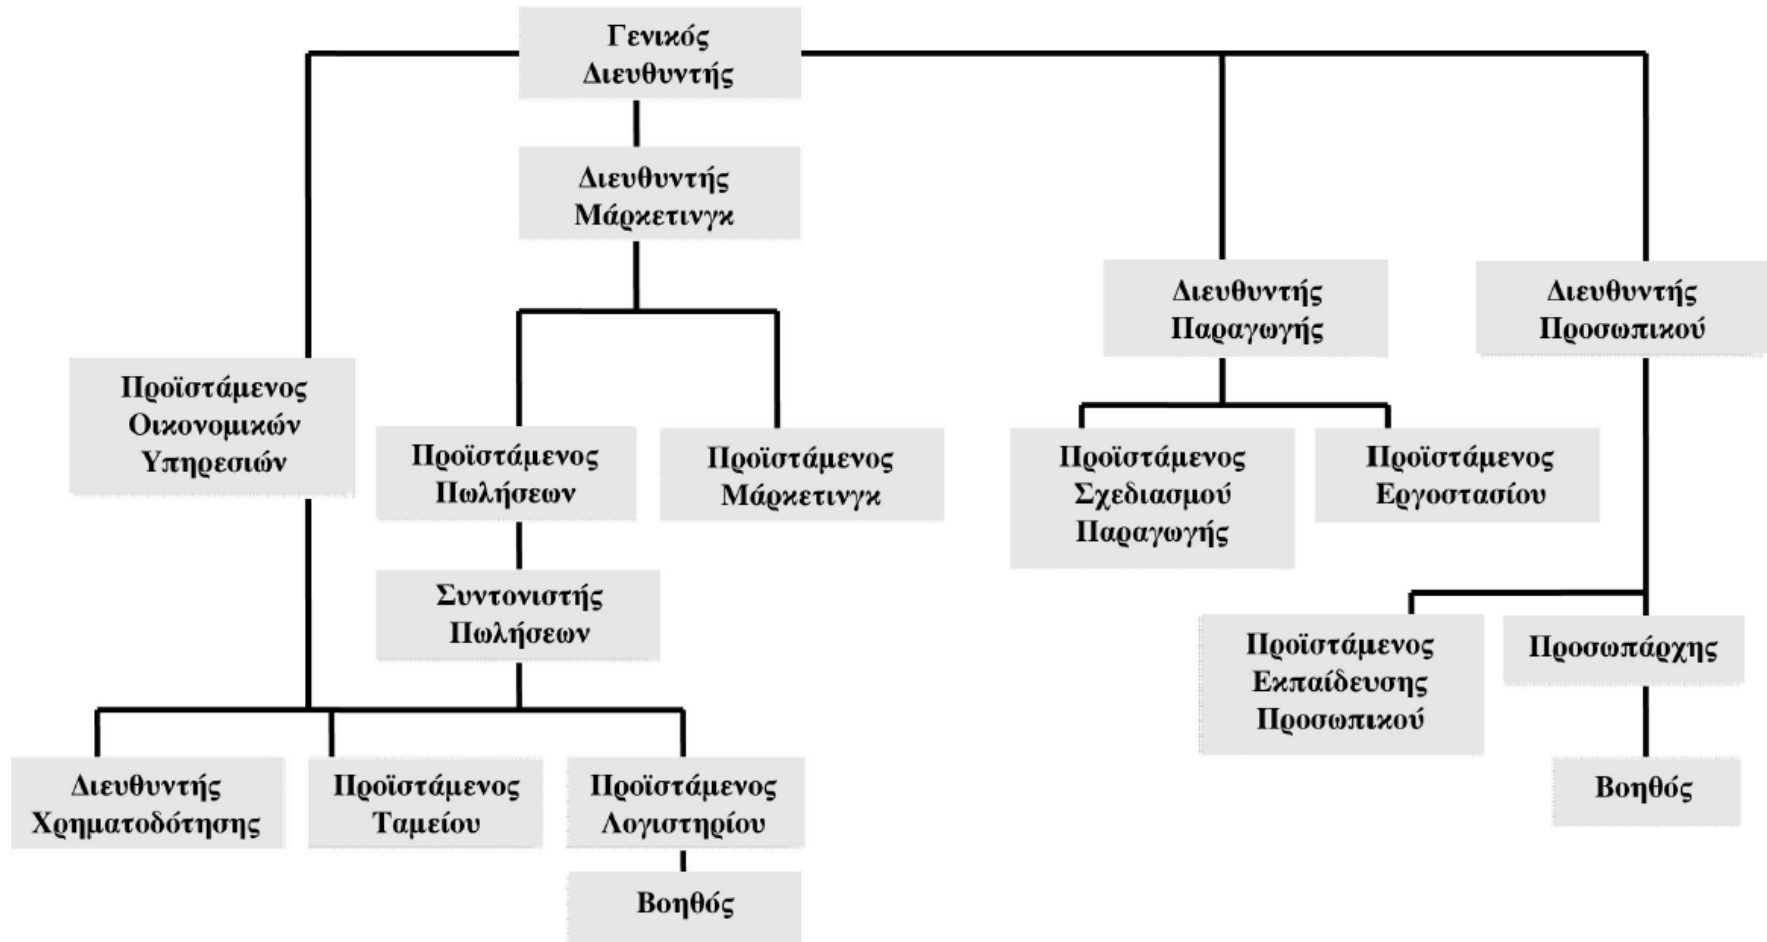 Γενικός
Διευθυντής
Διευθυντής
Μάρκετινγκ
Διευθυντής
Παραγωγής
Διευθυντής
Προσωπικού
Προϊστάμενος
Οικονομικών
Υπηρεσιών
Προϊστάμενος
Πωλήσεων
Προϊστάμενος
Μάρκετινγκ
Προϊστάμενος
Σχεδιασμού
Παραγωγής
Προϊστάμενος
Εργοστασίου
Συντονιστής
Πωλήσεων
Προϊστάμενος
Εκπαίδευσης
Προσωπικού
Προσωπάρχης
Διευθυντής
Χρηματοδότησης
Προϊστάμενος
Ταμείου
Προϊστάμενος
Λογιστηρίου
Βοηθός
Βοηθός